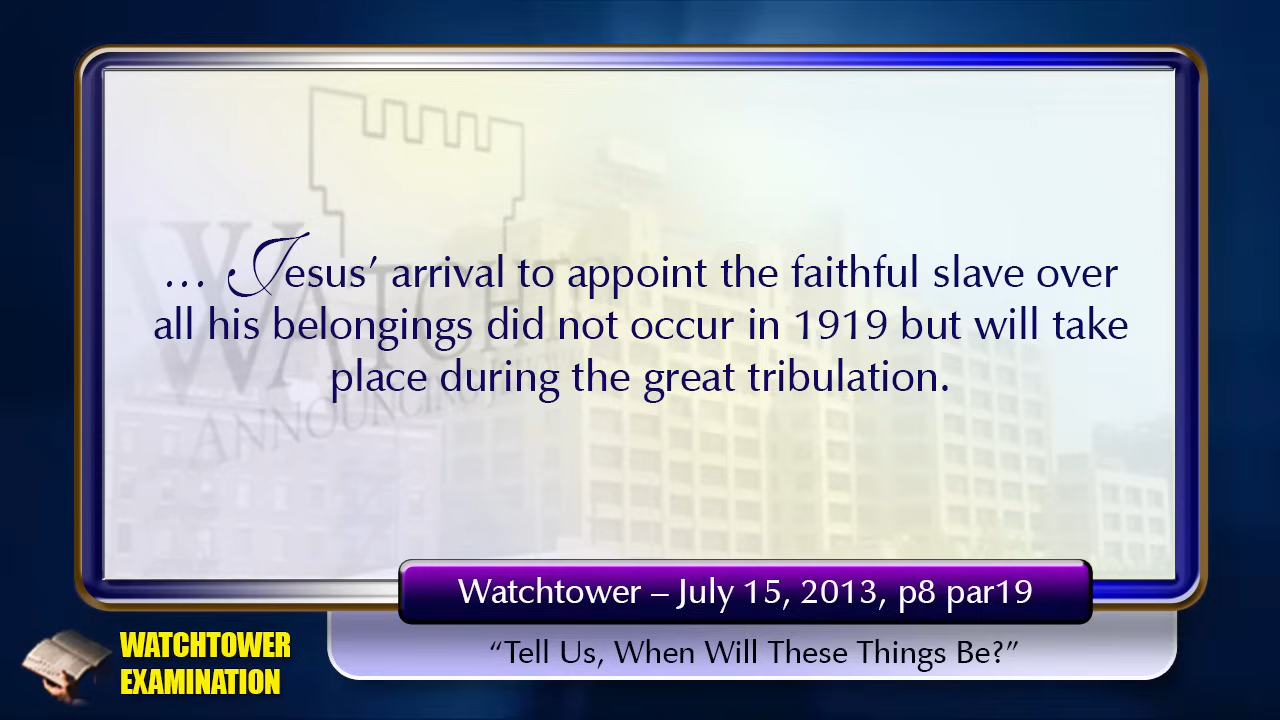 … Jesus’ arrival to appoint the faithful slave over
all his belongings did not occur in 1919 but will take
place during the great tribulation.
WATCHT
ANNOUNCING
Watchtower – July 15, 2013, p8 par19
“Tell Us, When Will These Things Be?”
WATCHTOWER
EXAMINATION